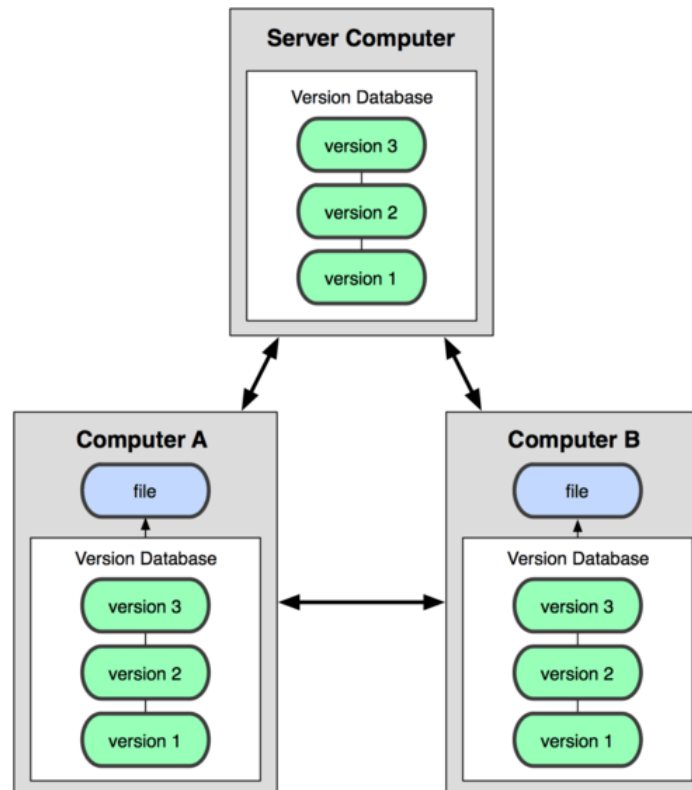 Server Computer
Version Database
version 3
version 2
version 1
Computer A
file
Version Database
version 3
version 2
version 1
Computer B
file
Version Database
version 3
version 2
version 1